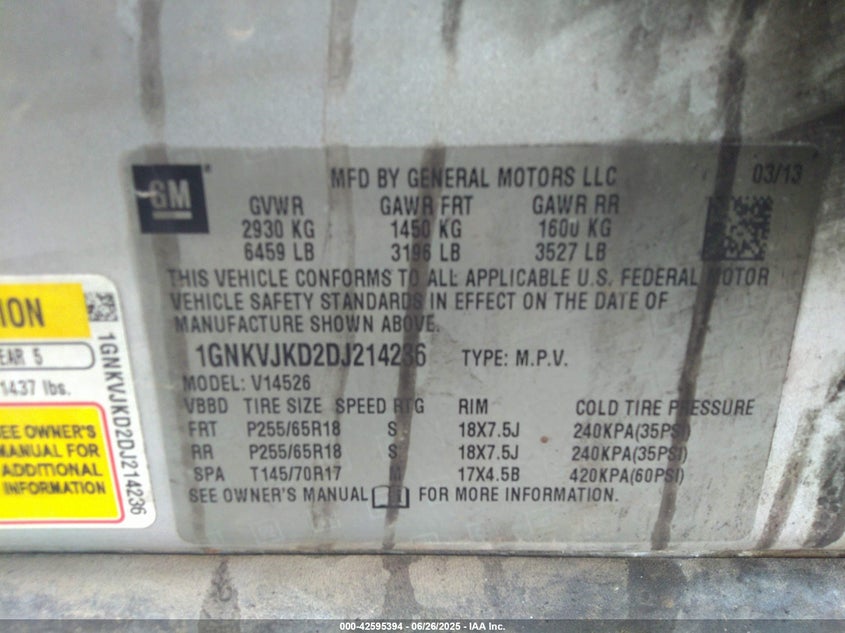 GM
MFD BY GENERAL MOTORS LLC 03/13
GVWR GAWR FRT GAWR RR
2930 KG 1450 KG 1600 KG
6459 LB 3196 LB 3527 LB
THIS VEHICLE CONFORMS TO ALL APPLICABLE U.S. FEDERAL MOTOR
VEHICLE SAFETY STANDARDS IN EFFECT ON THE DATE OF
MANUFACTURE SHOWN ABOVE.
1GNKVJKD2DJ214236 TYPE: M.P.V.
MODEL: V14526
VBBD TIRE SIZE SPEED RTG RIM COLD TIRE PRESSURE
FRT P255/65R18 S 18X7.5J 240KPA(35PSI)
RR P255/65R18 S 18X7.5J 240KPA(35PSI)
SPA T145/70R17 M 17X4.5B 420KPA(60PSI)
SEE OWNER'S MANUAL FOR MORE INFORMATION.
ION
EAR 5
1437 lbs.
SEE OWNER'S
MANUAL FOR
ADDITIONAL
INFORMATION
1GNKVJKD2DJ214236
000-42595394 | 06/26/2025 - IAA Inc.